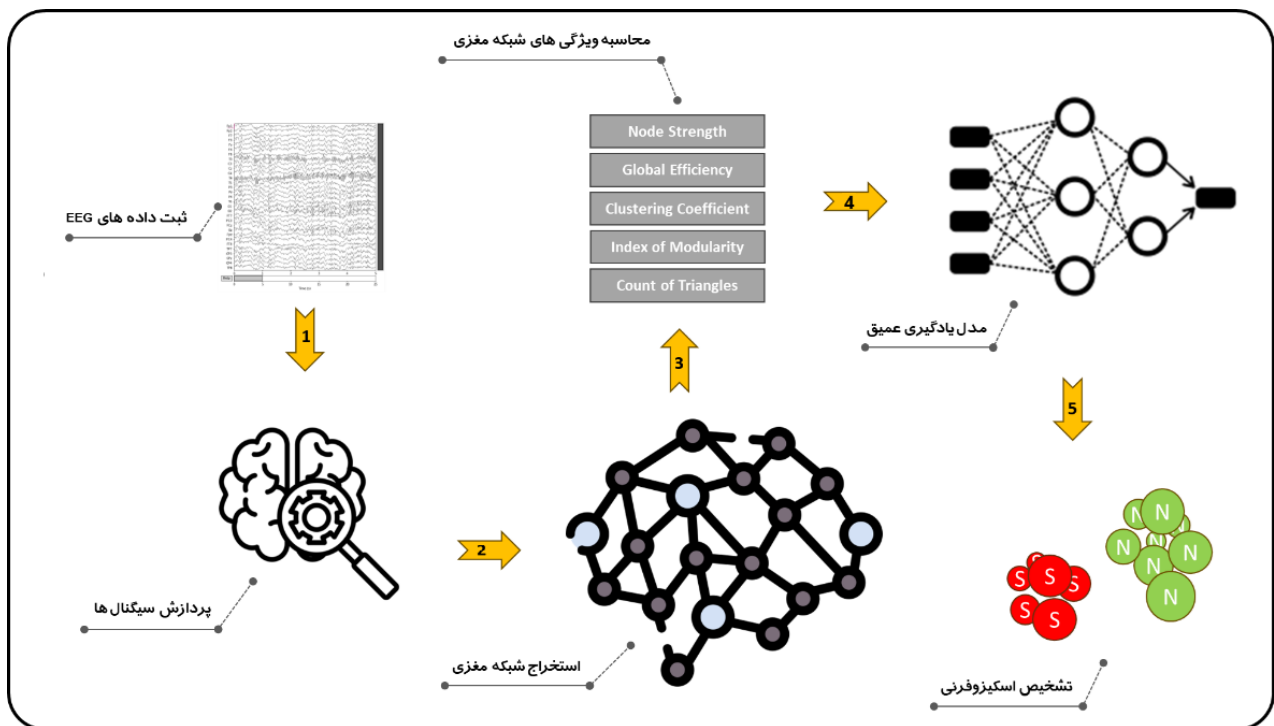 محاسبه ویژگی های شبکه مغزی
Node Strength
Global Efficiency
Clustering Coefficient
Index of Modularity
Count of Triangles
ثبت داده های EEG
1
2
3
4
5
مدل یادگیری عمیق
پردازش سیگنال ها
استخراج شبکه مغزی
تشخیص اسکیزوفرنی
S
S
S
S
S
S
N
N
N
N
N
N
N
N